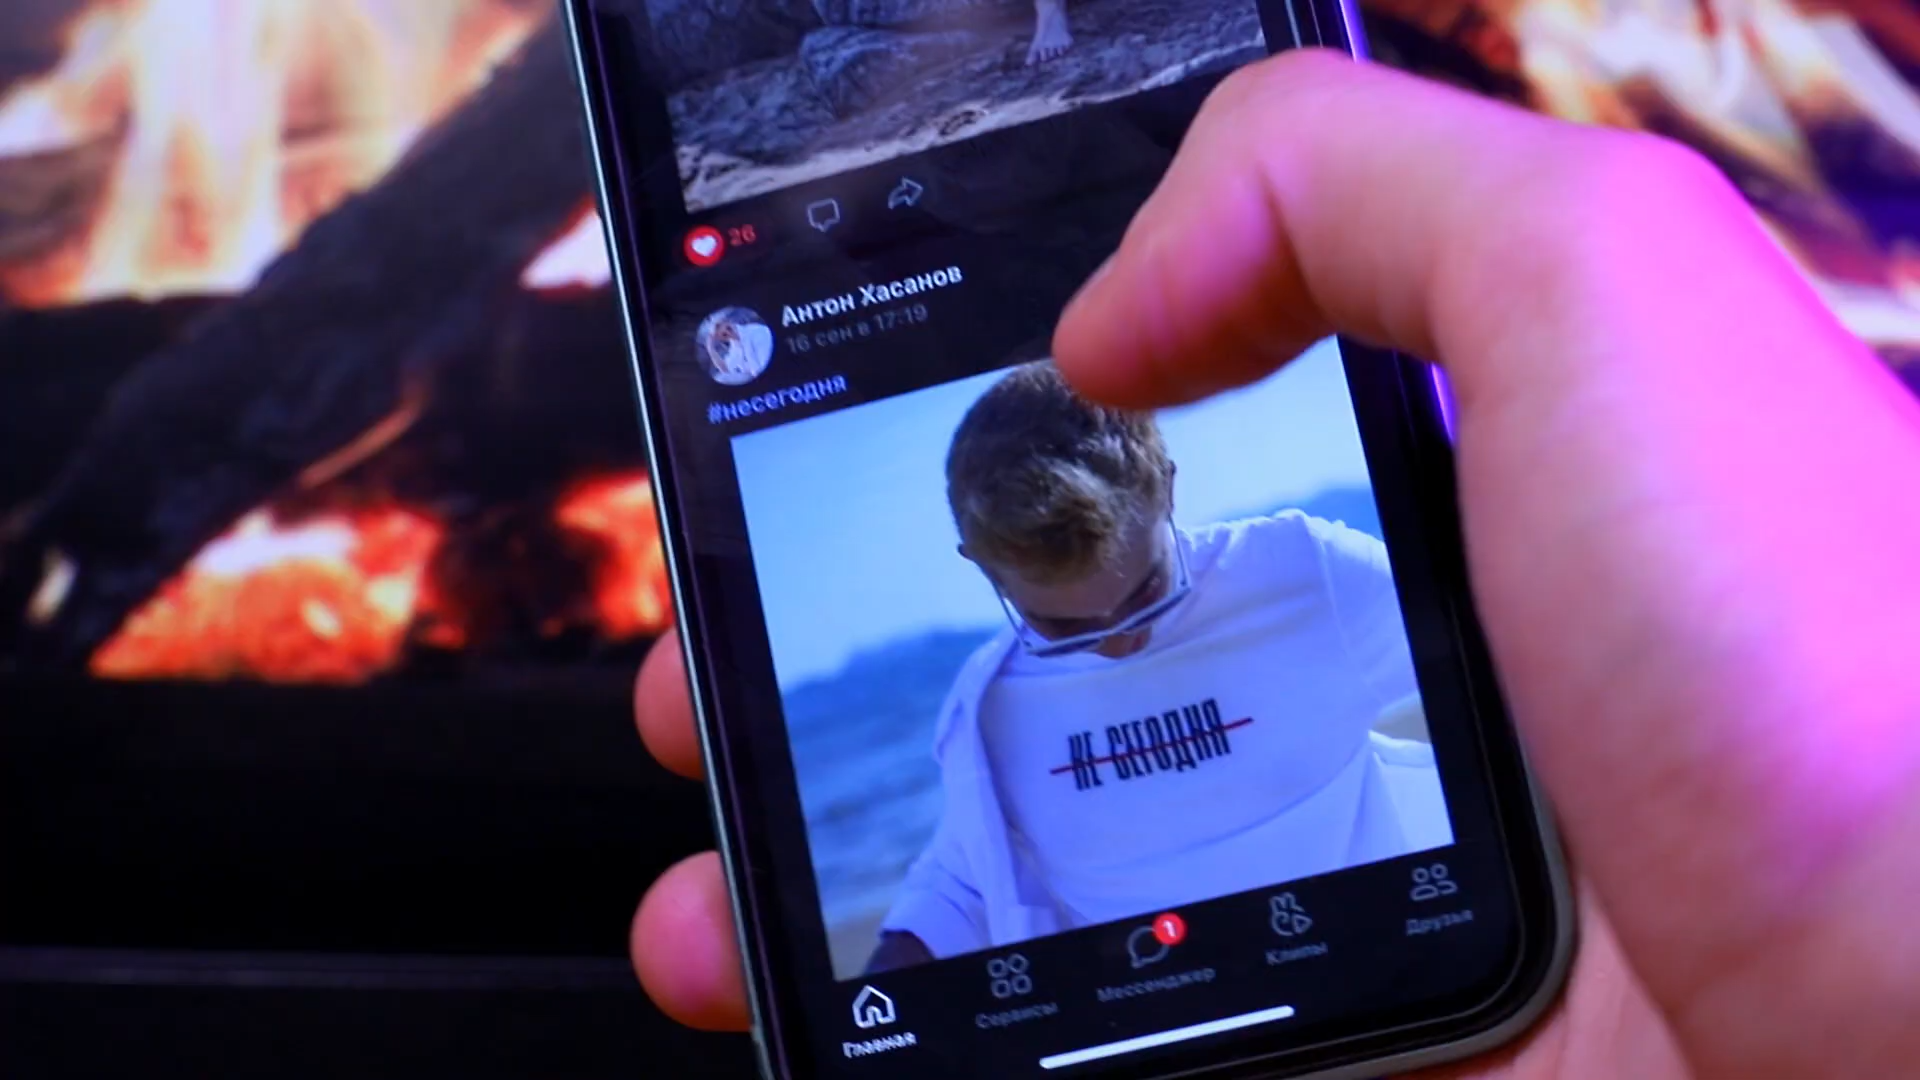 26
Антон Хасанов
16 сен в 17:19
#несегодня
НЕ СЕГОДНЯ
1
Главная
Сервисы
Мессенджер
Клипы
Друзья